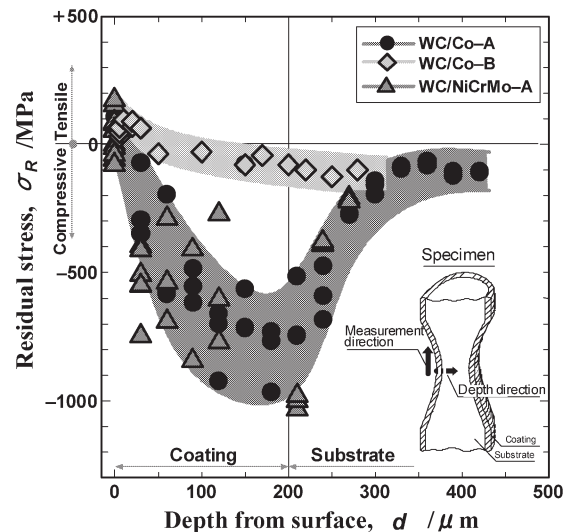 +500
0
−500
−1000
Residual stress, σR /MPa
Compressive Tensile
WC/Co–A
WC/Co–B
WC/NiCrMo–A
Specimen
Measurement
direction
Depth direction
Coating
Substrate
Coating
Substrate
0 100 200 300 400 500
Depth from surface, d / μ m